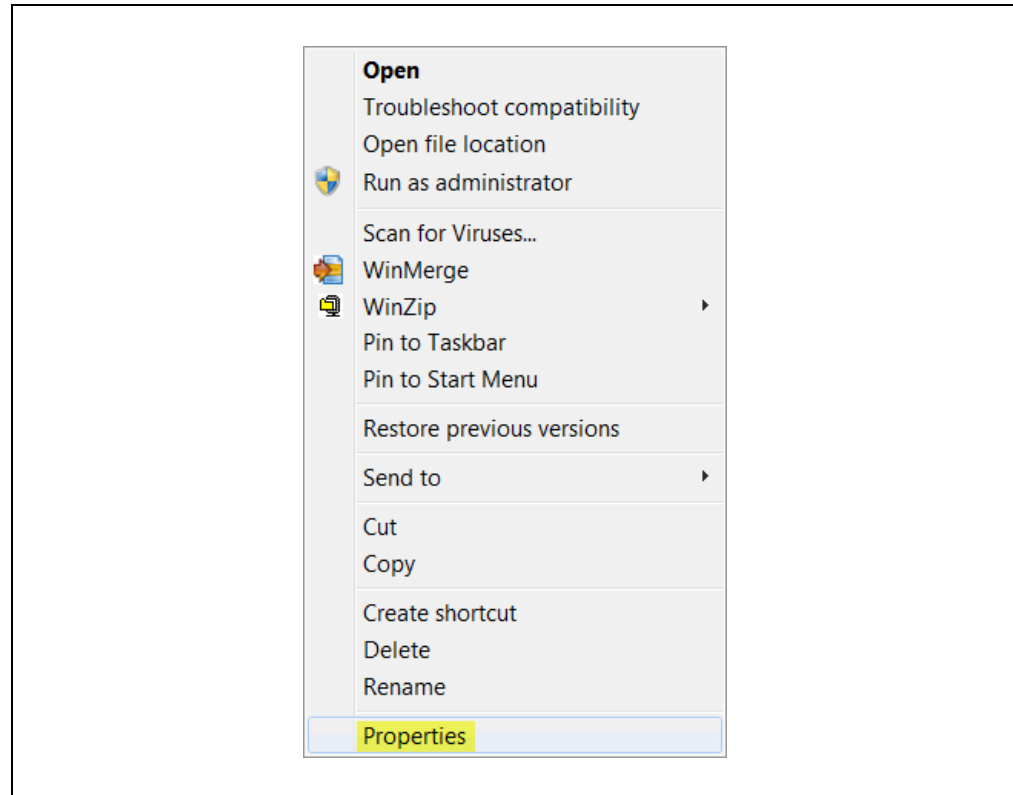 Open
Troubleshoot compatibility
Open file location
Run as administrator
Scan for Viruses...
WinMerge
WinZip
Pin to Taskbar
Pin to Start Menu
Restore previous versions
Send to
Cut
Copy
Create shortcut
Delete
Rename
Properties